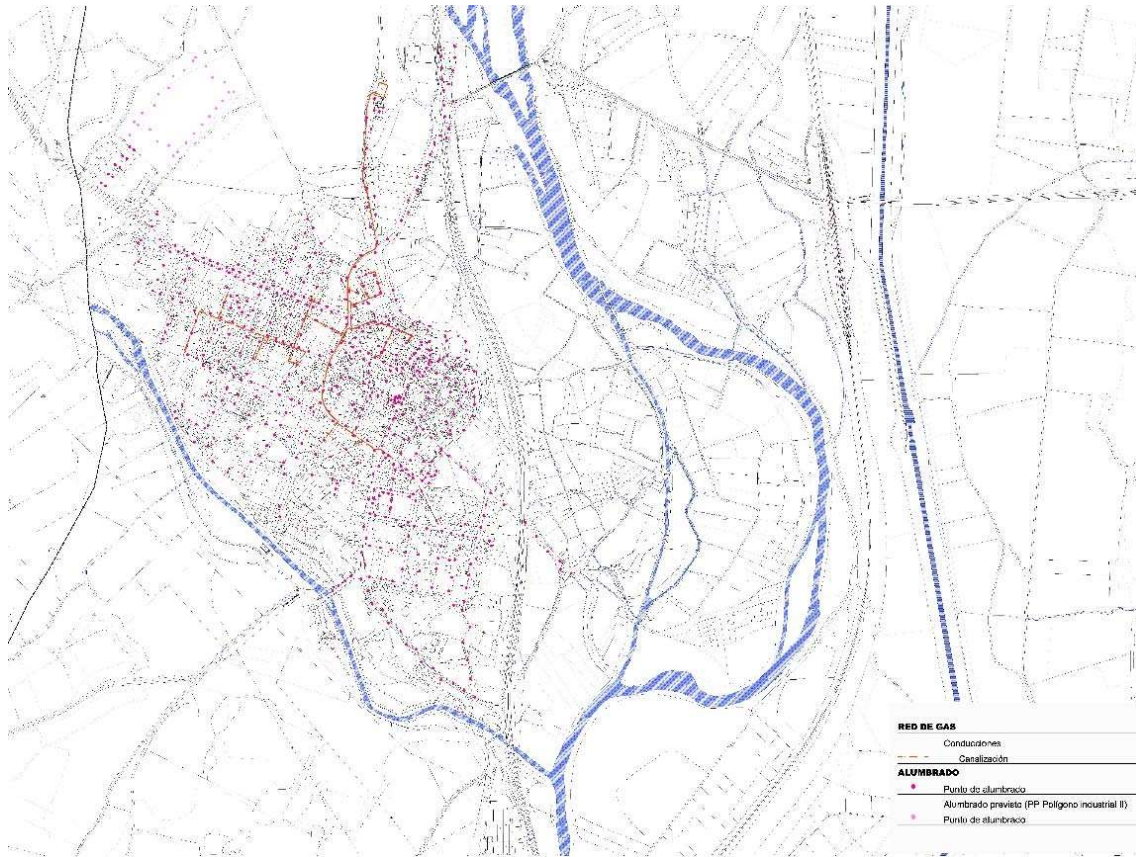 RED DE GAS
Conducciones
Canalización
ALUMBRADO
Punto de alumbrado
Alumbrado previsto (PP Polígono industrial II)
Punto de alumbrado